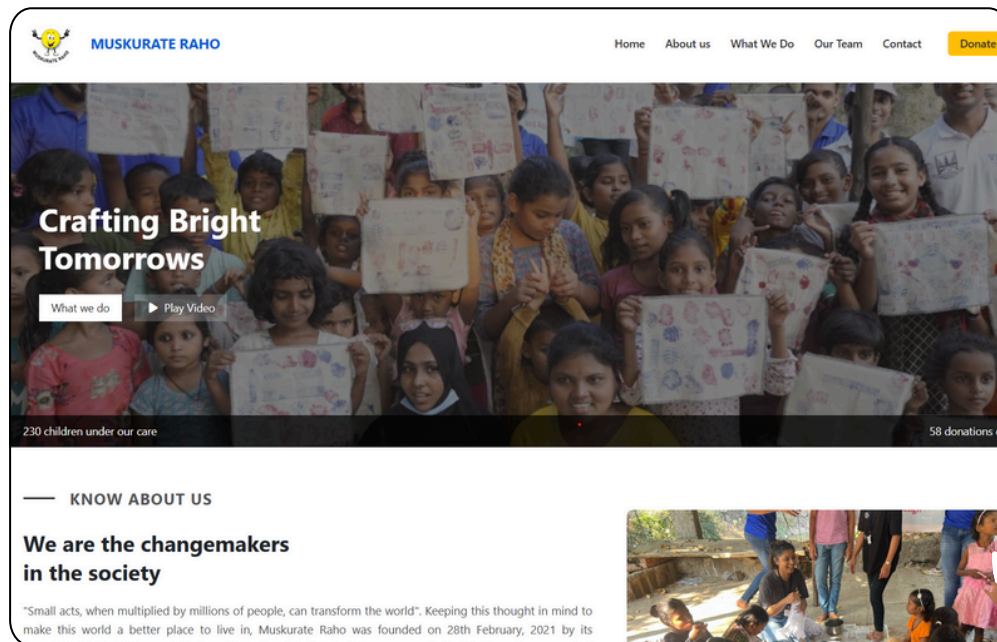 MUSKURATE RAHO
MUSKURATE RAHO
Home About us What We Do Our Team Contact Donate
Crafting Bright
Tomorrows
What we do Play Video
230 children under our care 58 donations
KNOW ABOUT US
We are the changemakers
in the society
"Small acts, when multiplied by millions of people, can transform the world". Keeping this thought in mind to
make this world a better place to live in, Muskurate Raho was founded on 28th February, 2021 by its